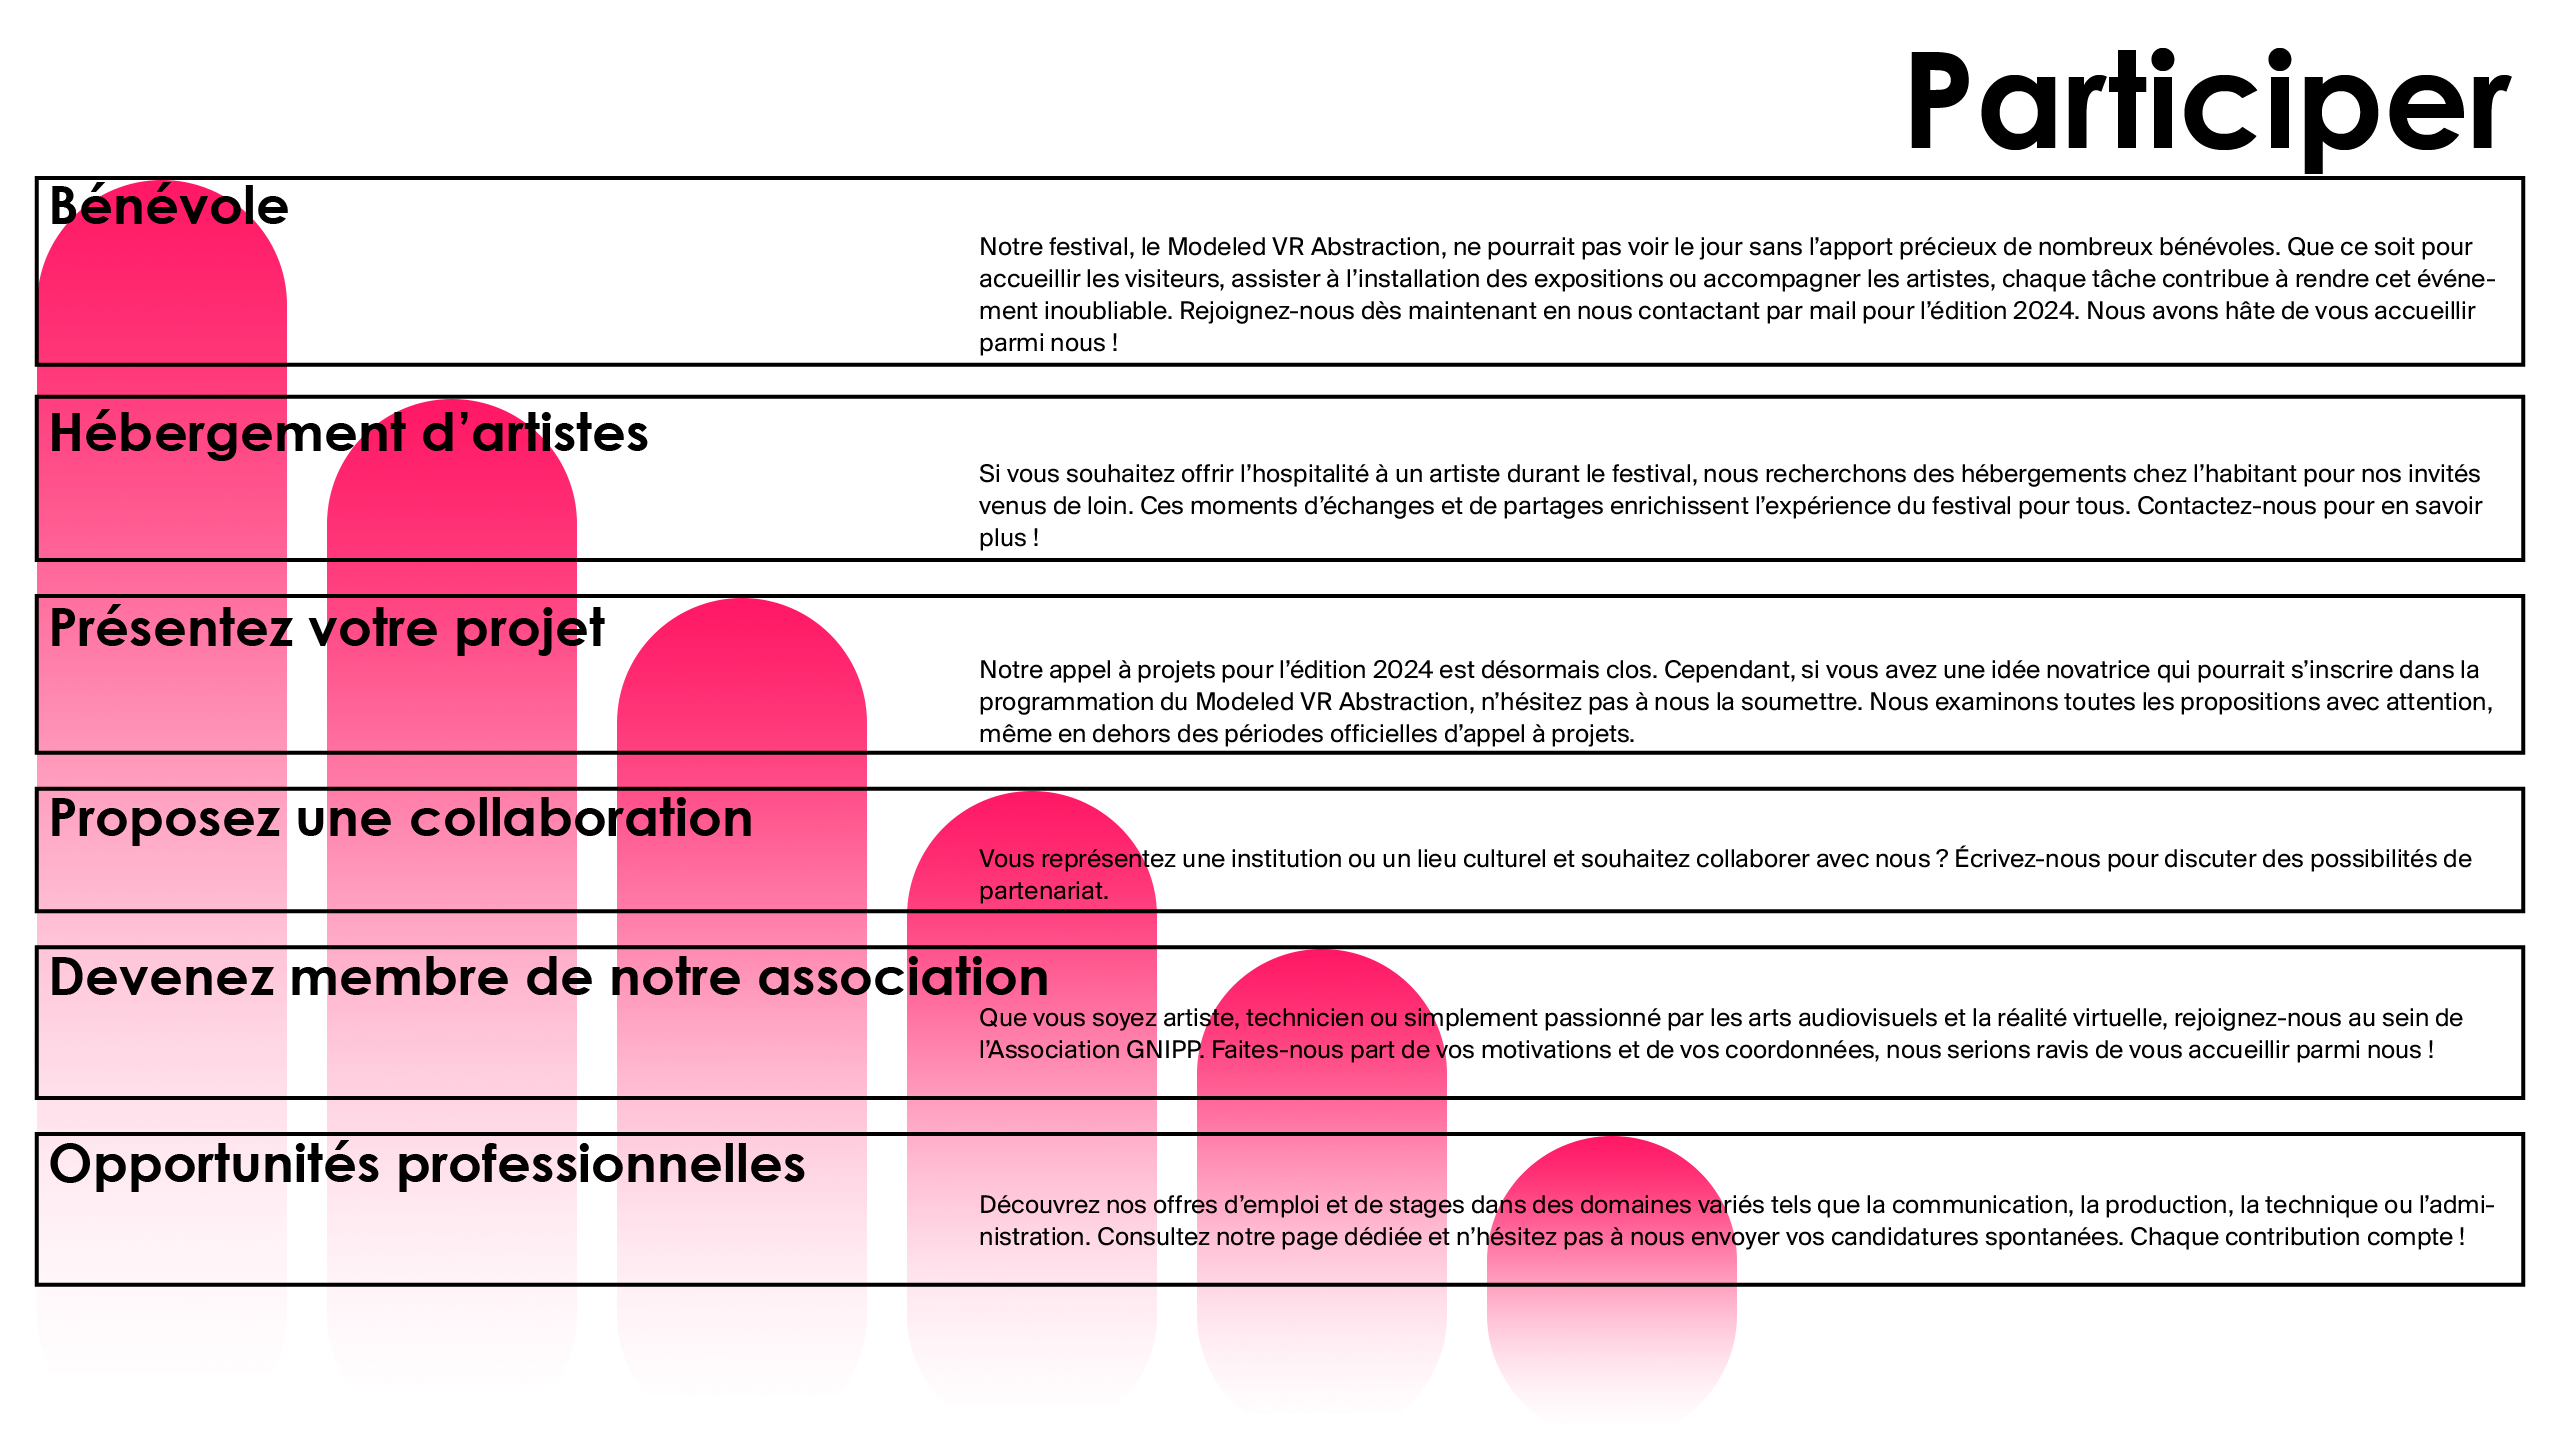 Participer
Bénévole
Notre festival, le Modeled VR Abstraction, ne pourrait pas voir le jour sans l’apport précieux de nombreux bénévoles. Que ce soit pour
accueillir les visiteurs, assister à l’installation des expositions ou accompagner les artistes, chaque tâche contribue à rendre cet événe-
ment inoubliable. Rejoignez-nous dès maintenant en nous contactant par mail pour l’édition 2024. Nous avons hâte de vous accueillir
parmi nous !
Hébergement d’artistes
Si vous souhaitez offrir l’hospitalité à un artiste durant le festival, nous recherchons des hébergements chez l’habitant pour nos invités
venus de loin. Ces moments d’échanges et de partages enrichissent l’expérience du festival pour tous. Contactez-nous pour en savoir
plus !
Présentez votre projet
Notre appel à projets pour l’édition 2024 est désormais clos. Cependant, si vous avez une idée novatrice qui pourrait s’inscrire dans la
programmation du Modeled VR Abstraction, n’hésitez pas à nous la soumettre. Nous examinons toutes les propositions avec attention,
même en dehors des périodes officielles d’appel à projets.
Proposez une collaboration
Vous représentez une institution ou un lieu culturel et souhaitez collaborer avec nous ? Écrivez-nous pour discuter des possibilités de
partenariat.
Devenez membre de notre association
Que vous soyez artiste, technicien ou simplement passionné par les arts audiovisuels et la réalité virtuelle, rejoignez-nous au sein de
l’Association GNIPP. Faites-nous part de vos motivations et de vos coordonnées, nous serions ravis de vous accueillir parmi nous !
Opportunités professionnelles
Découvrez nos offres d’emploi et de stages dans des domaines variés tels que la communication, la production, la technique ou l’admi-
nistration. Consultez notre page dédiée et n’hésitez pas à nous envoyer vos candidatures spontanées. Chaque contribution compte !